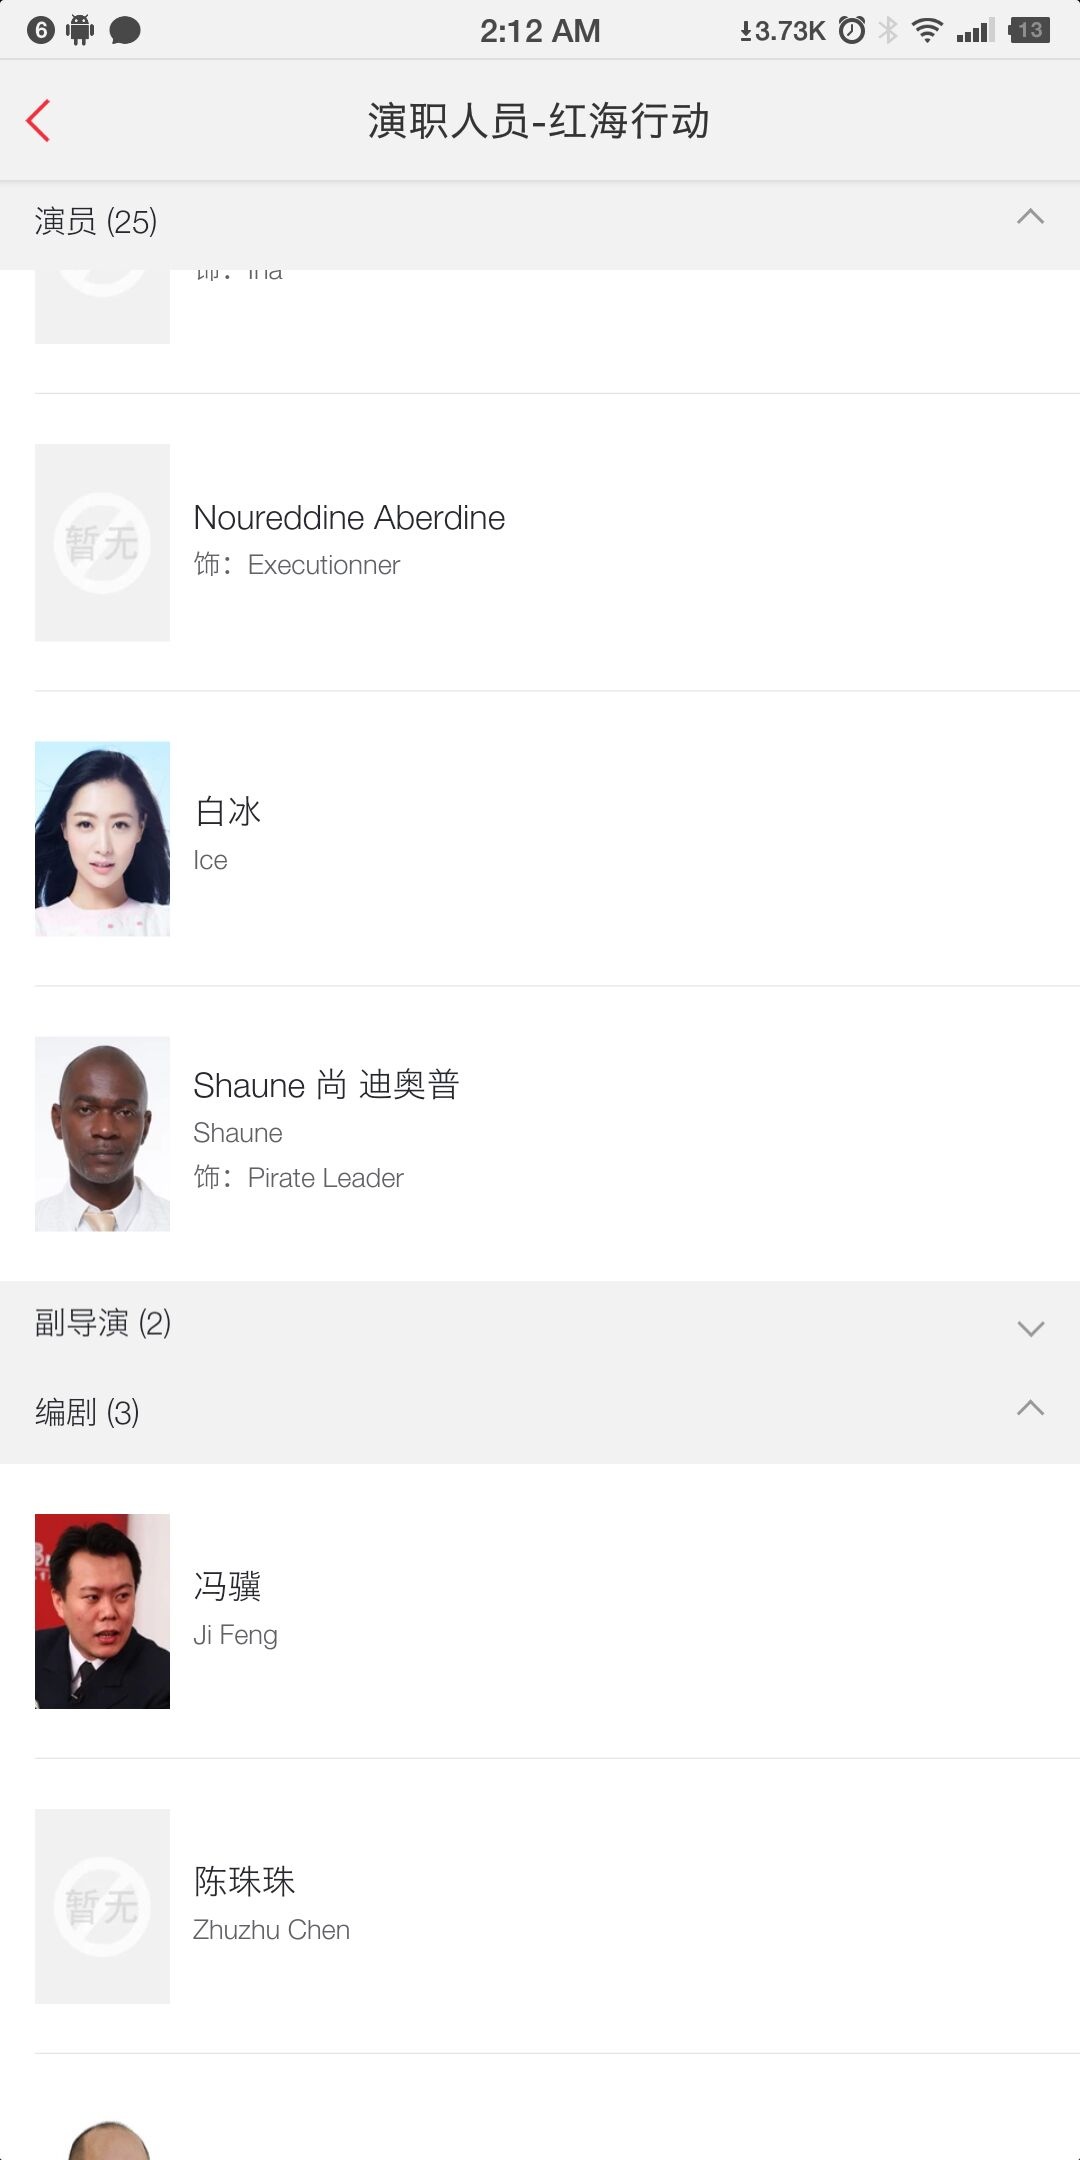 6
2:12 AM
3.73K
13
演职人员-红海行动
演员 (25)
饰：Ina
暂无
Noureddine Aberdine
饰：Executionner
白冰
Ice
Shaune 尚 迪奥普
Shaune
饰：Pirate Leader
副导演 (2)
编剧 (3)
冯骥
Ji Feng
暂无
陈珠珠
Zhuzhu Chen